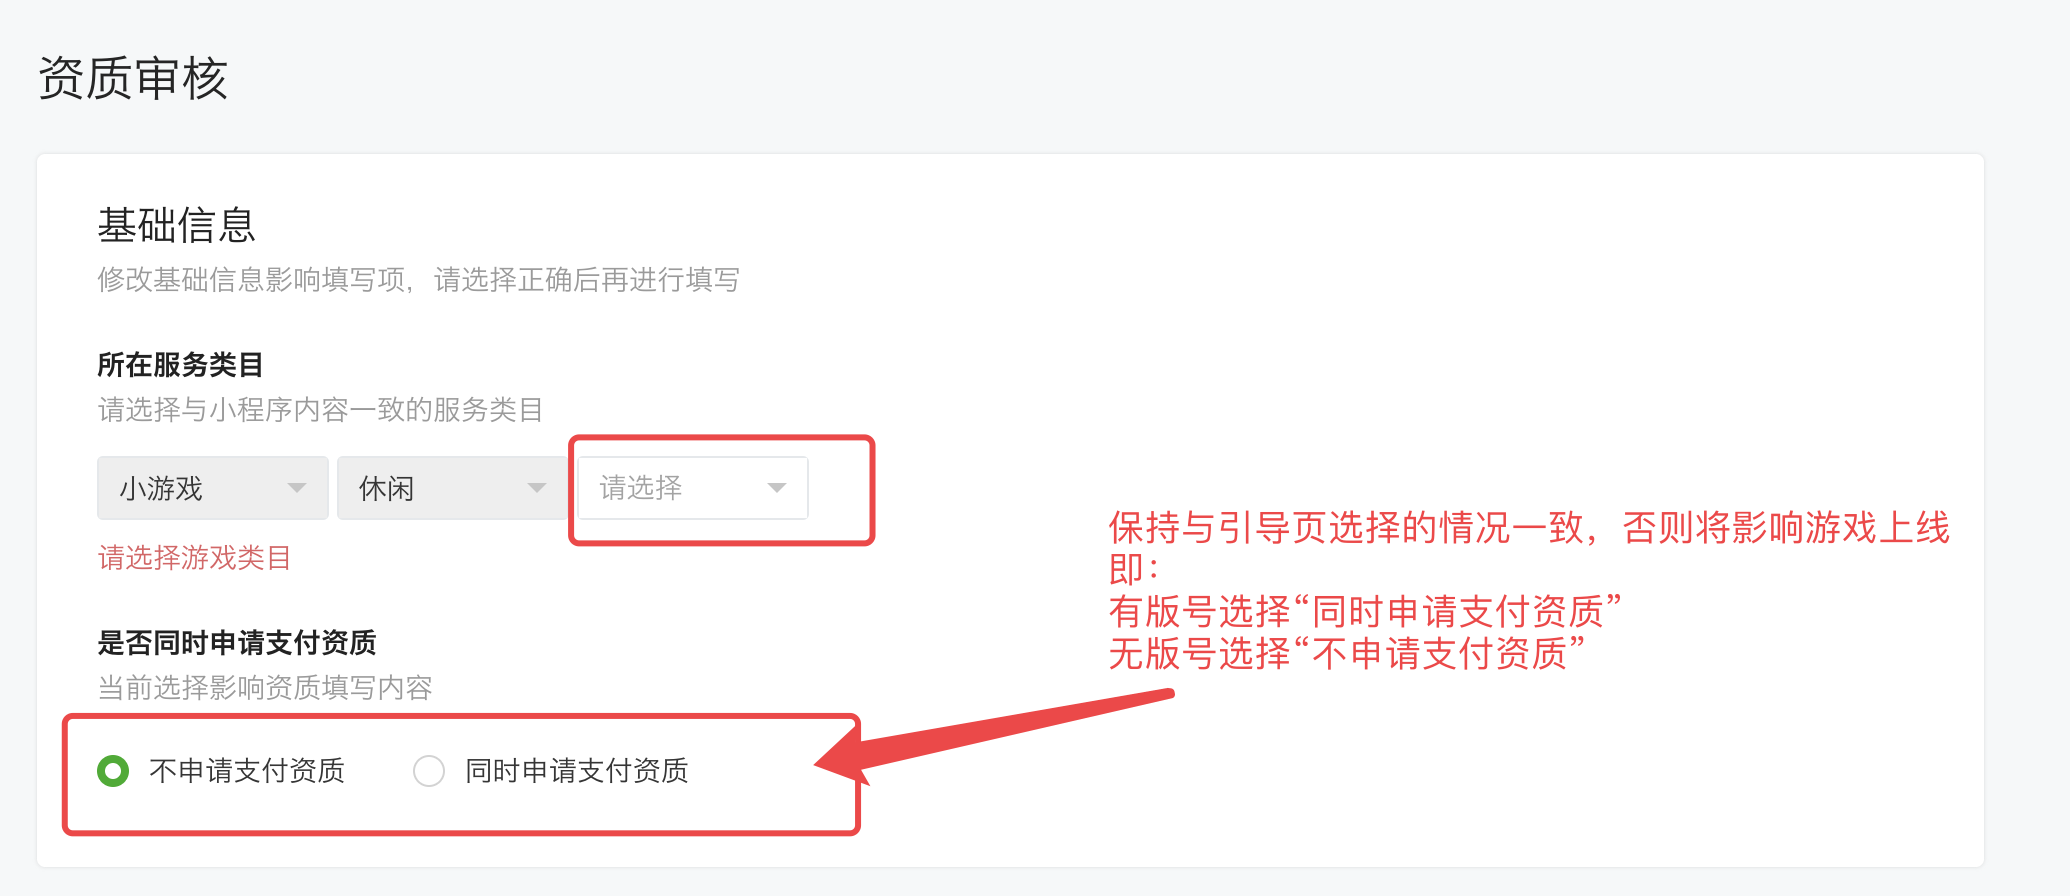 资质审核
基础信息
修改基础信息影响填写项，请选择正确后再进行填写
所在服务类目
请选择与小程序内容一致的服务类目
小游戏 休闲 请选择
请选择游戏类目
保持与引导页选择的情况一致，否则将影响游戏上线
即：
有版号选择“同时申请支付资质”
无版号选择“不申请支付资质”
是否同时申请支付资质
当前选择影响资质填写内容
不申请支付资质 同时申请支付资质